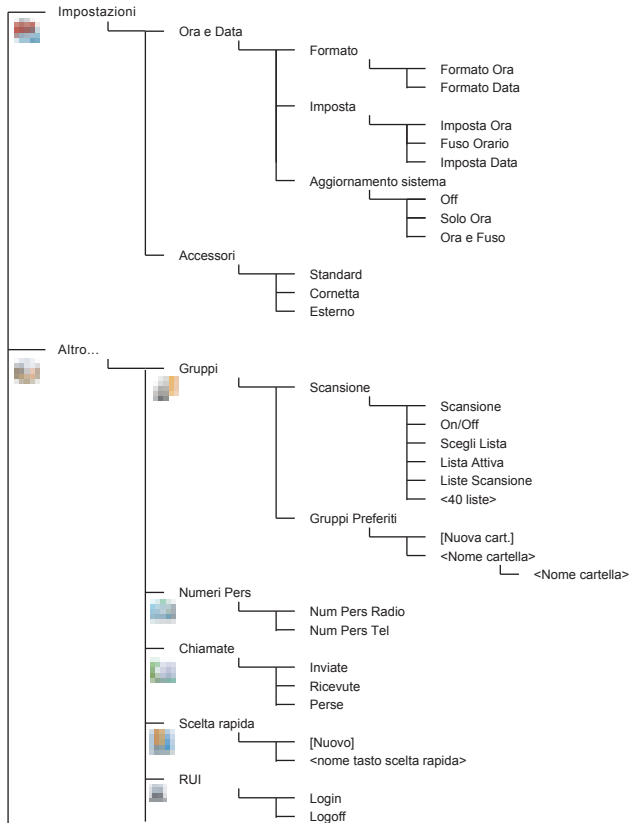 Impostazioni
Ora e Data
Formato
Formato Ora
Formato Data
Imposta
Imposta Ora
Fuso Orario
Imposta Data
Aggiornamento sistema
Off
Solo Ora
Ora e Fuso
Accessori
Standard
Cornetta
Esterno
Altro...
Gruppi
Scansione
Scansione
On/Off
Scegli Lista
Lista Attiva
Liste Scansione
<40 liste>
Gruppi Preferiti
[Nuova cart.]
<Nome cartella>
<Nome cartella>
Numeri Pers
Num Pers Radio
Num Pers Tel
Chiamate
Inviate
Ricevute
Perse
Scelta rapida
[Nuovo]
<nome tasto scelta rapida>
RUI
Login
Logoff